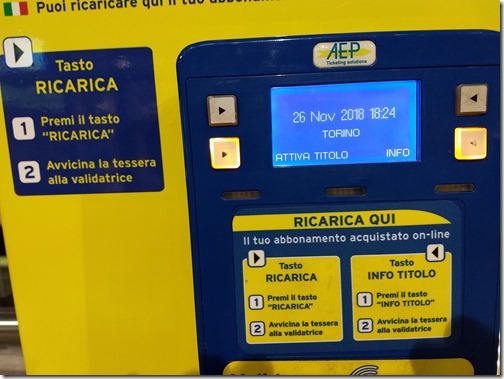 Puoi ricaricare qui il tuo abbonamen
Tasto
RICARICA
1 Premi il tasto
"RICARICA"
2 Avvicina la tessera
alla validatrice
AEP
Ticketing solutions
26 Nov 2018 18:24
TORINO
ATTIVA TITOLO INFO
RICARICA QUI
Il tuo abbonamento acquistato on-line
Tasto
RICARICA
1 Premi il tasto
"RICARICA"
2 Avvicina la tessera
alla validatrice
Tasto
INFO TITOLO
1 Premi il tasto
"INFO TITOLO"
2 Avvicina la tessera
alla validatrice